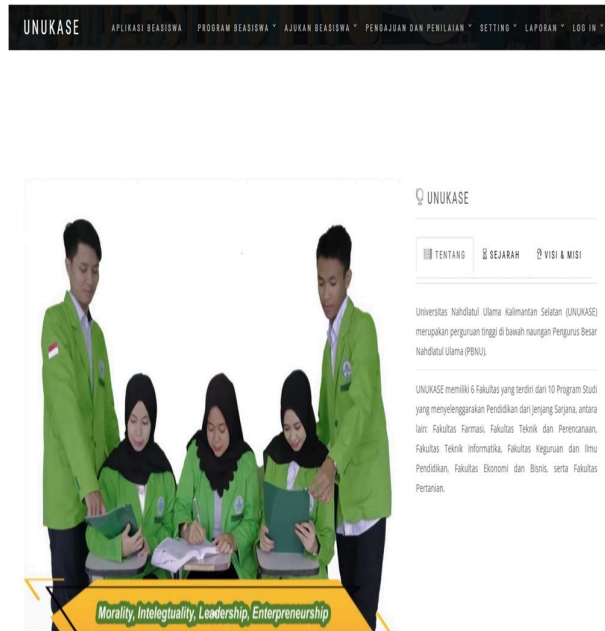 UNUKASE APLIKASI BEASISWA PROGRAM BEASISWA AJUKAN BEASISWA PENGAJUAN DAN PENILAIAN SETTING LAPORAN LOG IN
UNUKASE
TENTANG SEJARAH VISI & MISI
Universitas Nahdlatul Ulama Kalimantan Selatan (UNUKASE)
merupakan perguruan tinggi di bawah naungan Pengurus Besar
Nahdlatul Ulama (PBNU).
UNUKASE memiliki 6 Fakultas yang terdiri dari 10 Program Studi
yang menyelenggarakan Pendidikan dari Jenjang Sarjana, antara
lain: Fakultas Farmasi, Fakultas Teknik dan Perencanaan,
Fakultas Teknik Informatika, Fakultas Keguruan dan Ilmu
Pendidikan, Fakultas Ekonomi dan Bisnis, serta Fakultas
Pertanian.
Morality, Intelegtuality, Leadership, Enterpreneurship